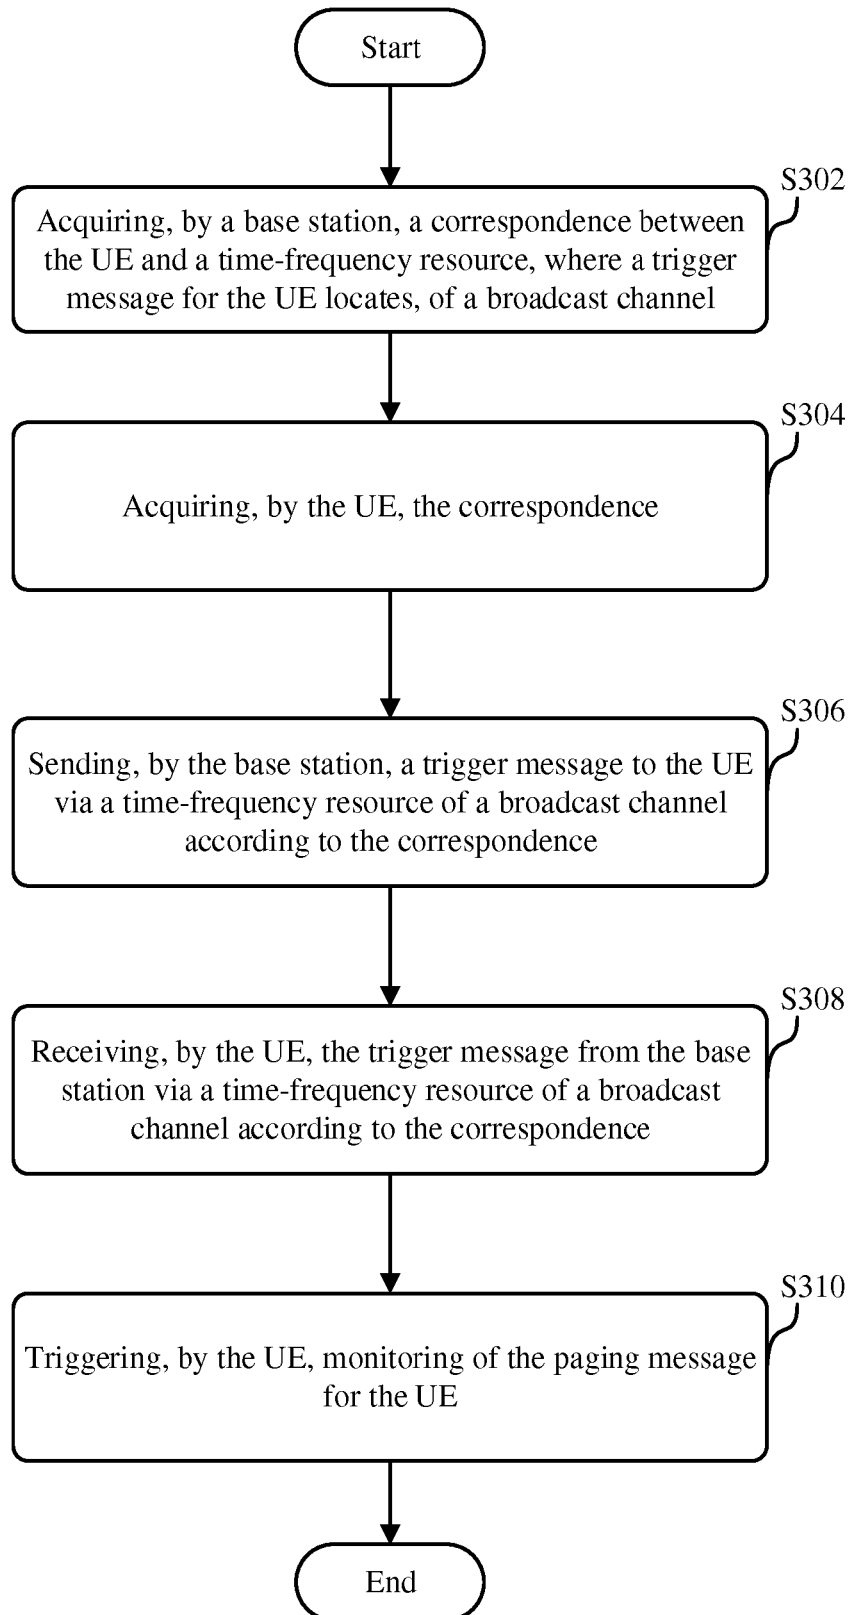 Start
S302
Acquiring, by a base station, a correspondence between
the UE and a time-frequency resource, where a trigger
message for the UE locates, of a broadcast channel
S304
Acquiring, by the UE, the correspondence
S306
Sending, by the base station, a trigger message to the UE
via a time-frequency resource of a broadcast channel
according to the correspondence
S308
Receiving, by the UE, the trigger message from the base
station via a time-frequency resource of a broadcast
channel according to the correspondence
S310
Triggering, by the UE, monitoring of the paging message
for the UE
End